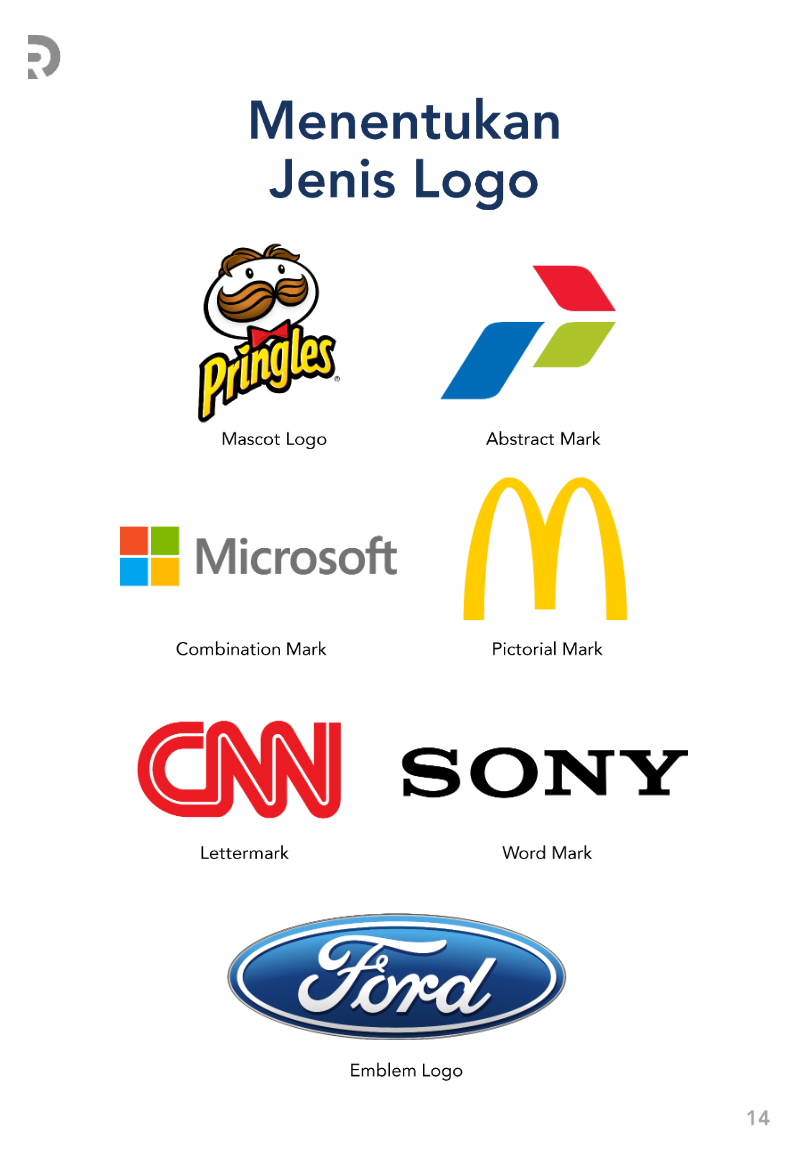 R
Menentukan
Jenis Logo
Pringles®
Mascot Logo
Abstract Mark
Microsoft
M
Combination Mark
Pictorial Mark
CNN
SONY
Lettermark
Word Mark
Ford
Emblem Logo
14